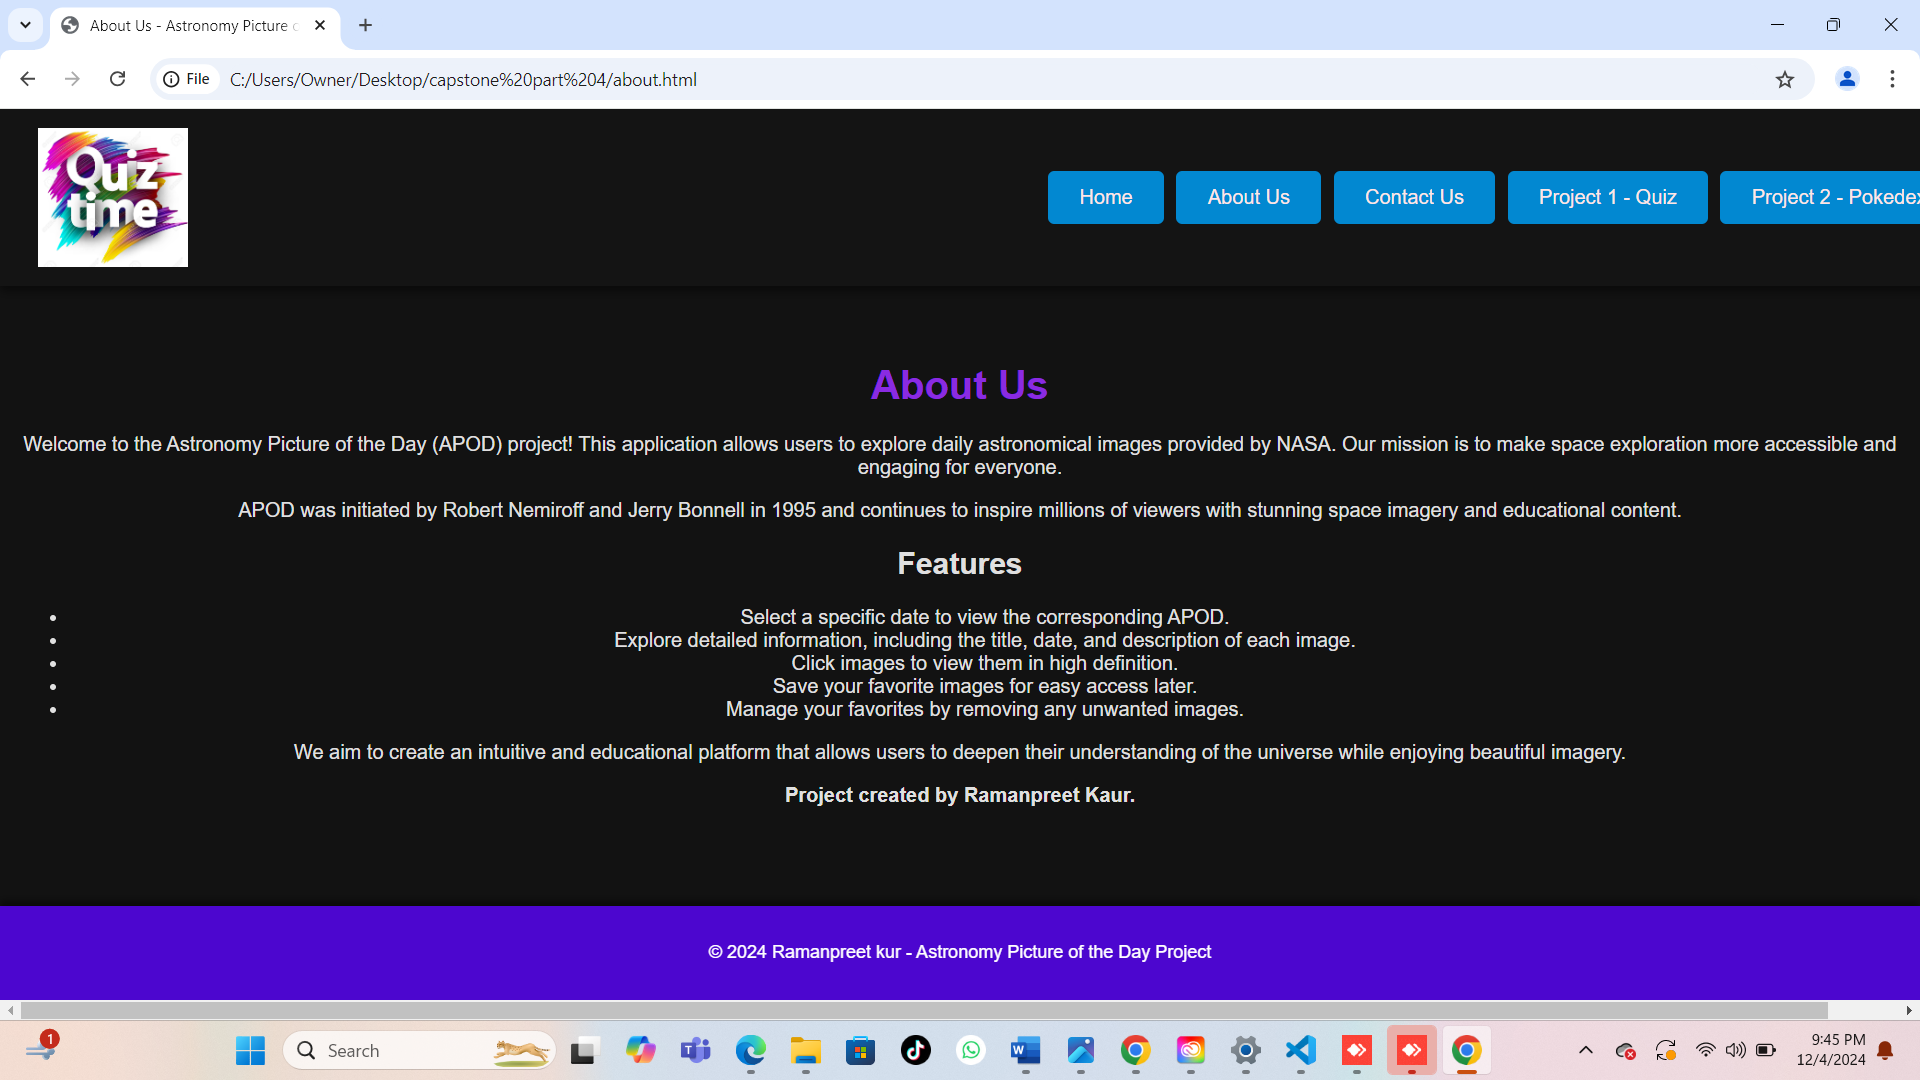 About Us - Astronomy Picture o
File C:/Users/Owner/Desktop/capstone%20part%204/about.html
Quiz
time
Home About Us Contact Us Project 1 - Quiz Project 2 - Pokedex
About Us
Welcome to the Astronomy Picture of the Day (APOD) project! This application allows users to explore daily astronomical images provided by NASA. Our mission is to make space exploration more accessible and
engaging for everyone.
APOD was initiated by Robert Nemiroff and Jerry Bonnell in 1995 and continues to inspire millions of viewers with stunning space imagery and educational content.
Features
• Select a specific date to view the corresponding APOD.
• Explore detailed information, including the title, date, and description of each image.
• Click images to view them in high definition.
• Save your favorite images for easy access later.
• Manage your favorites by removing any unwanted images.
We aim to create an intuitive and educational platform that allows users to deepen their understanding of the universe while enjoying beautiful imagery.
Project created by Ramanpreet Kaur.
© 2024 Ramanpreet kur - Astronomy Picture of the Day Project
1
Search
9:45 PM
12/4/2024